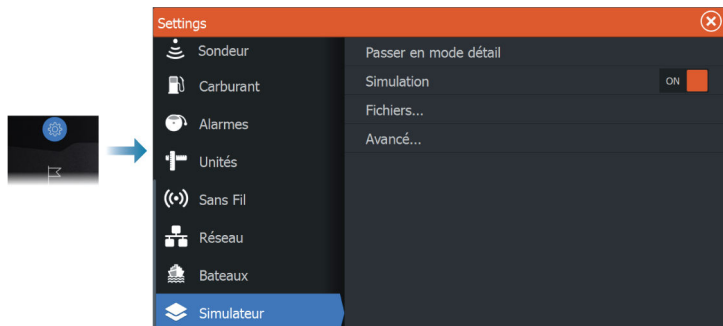 Settings
Sondeur
Carburant
Alarmes
Unités
Sans Fil
Réseau
Bateaux
Simulateur
Passer en mode détail
Simulation ON
Fichiers...
Avancé...